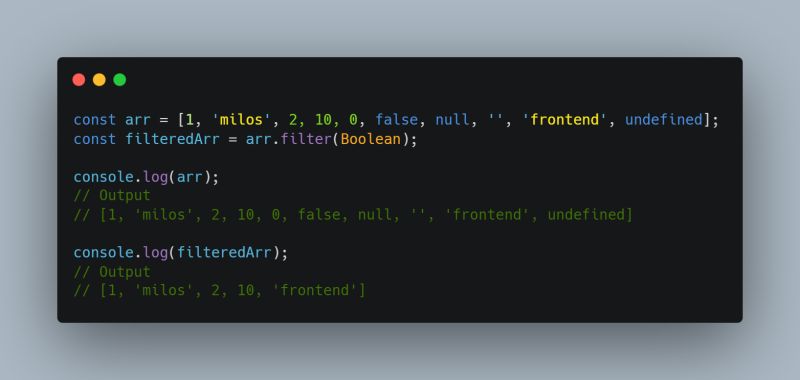 const arr = [1, 'milos', 2, 10, 0, false, null, '', 'frontend', undefined];
const filteredArr = arr.filter(Boolean);
console.log(arr);
// Output
// [1, 'milos', 2, 10, 0, false, null, '', 'frontend', undefined]
console.log(filteredArr);
// Output
// [1, 'milos', 2, 10, 'frontend']